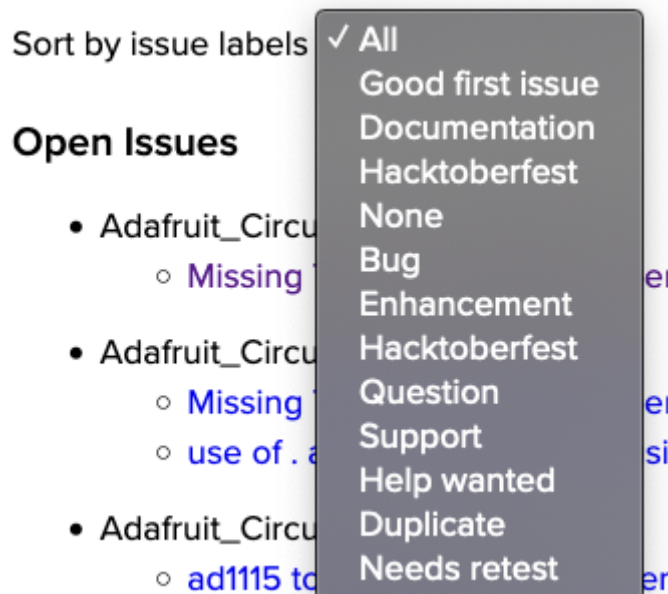 Sort by issue labels ✓ All
Good first issue
Open Issues Documentation
Hacktoberfest
Adafruit_Circu None
Missing Bug
Enhancement
Adafruit_Circu Hacktoberfest
Missing Question
use of . Support
Help wanted
Adafruit_Circu Duplicate
ad1115 to Needs retest